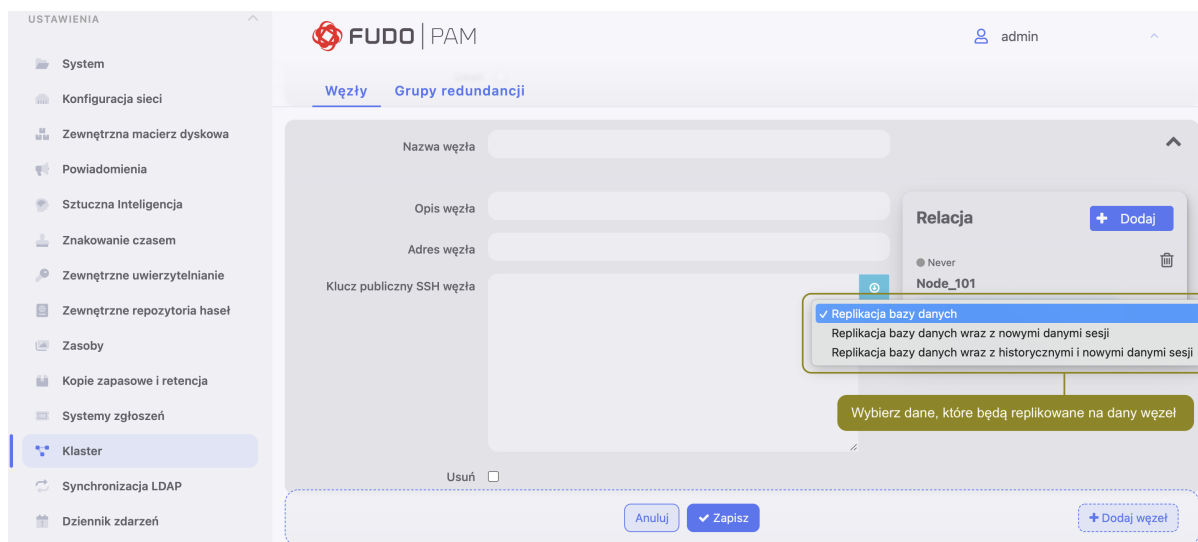 USTAWIENIA
System
Konfiguracja sieci
Zewnętrzna macierz dyskowa
Powiadomienia
Sztuczna Inteligencja
Znakowanie czasem
Zewnętrzne uwierzytelnianie
Zewnętrzne repozytoria haseł
Zasoby
Kopie zapasowe i retencja
Systemy zgłoszeń
Klaster
Synchronizacja LDAP
Dziennik zdarzeń
FUDO PAM
admin
Węzły Grupy redundancji
Nazwa węzła
Opis węzła
Adres węzła
Klucz publiczny SSH węzła
Usuń
Relacja
+ Dodaj
Never
Node_101
✓ Replikacja bazy danych
Replikacja bazy danych wraz z nowymi danymi sesji
Replikacja bazy danych wraz z historycznymi i nowymi danymi sesji
Wybierz dane, które będą replikowane na dany węzeł
Anuluj ✓ Zapisz + Dodaj węzeł